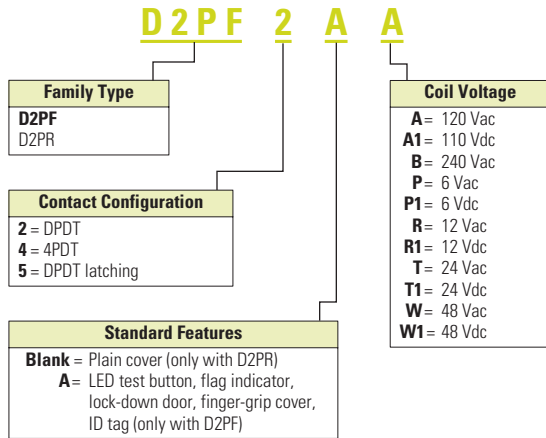 D2PF 2 A A
Family Type
D2PF
D2PR
Contact Configuration
2 = DPDT
4 = 4PDT
5 = DPDT latching
Standard Features
Blank = Plain cover (only with D2PR)
A = LED test button, flag indicator,
lock-down door, finger-grip cover,
ID tag (only with D2PF)
Coil Voltage
A = 120 Vac
A1 = 110 Vdc
B = 240 Vac
P = 6 Vac
P1 = 6 Vdc
R = 12 Vac
R1 = 12 Vdc
T = 24 Vac
T1 = 24 Vdc
W = 48 Vac
W1 = 48 Vdc